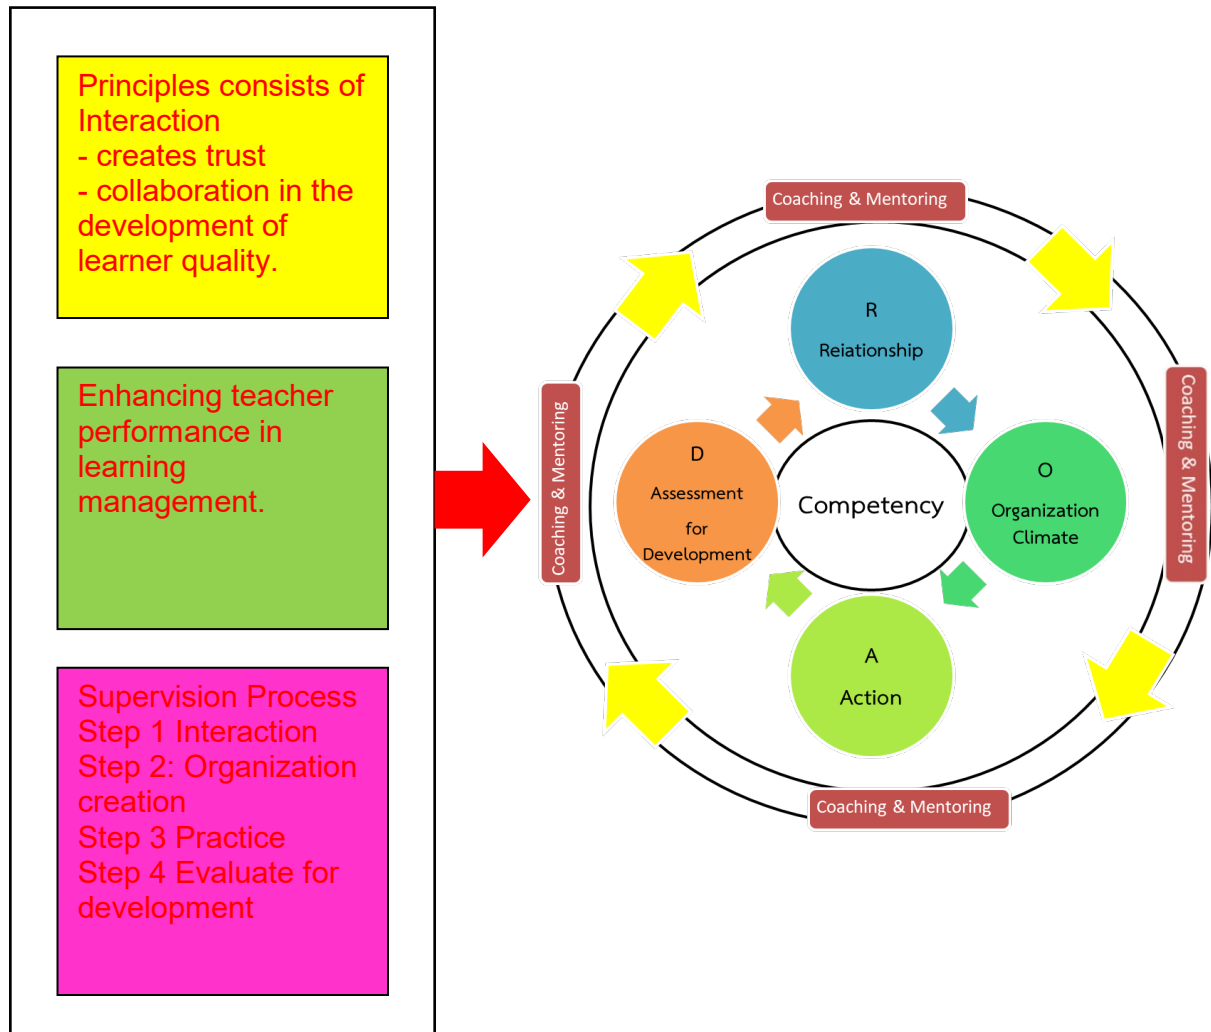 Principles consists of
Interaction
- creates trust
- collaboration in the
development of
learner quality.
Enhancing teacher
performance in
learning
management.
Supervision Process
Step 1 Interaction
Step 2: Organization
creation
Step 3 Practice
Step 4 Evaluate for
development
Coaching & Mentoring
R
Reiationship
Coaching & Mentoring
Coaching & Mentoring
D
Assessment
for
Development
Competency
O
Organization
Climate
A
Action
Coaching & Mentoring